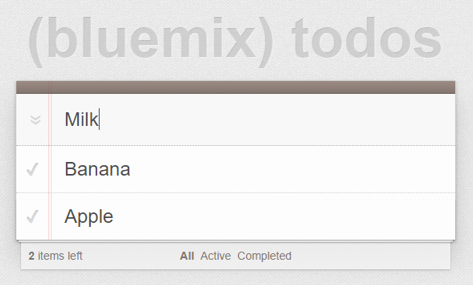 (bluemix) todos
Milk
Banana
Apple
2 items left All Active Completed